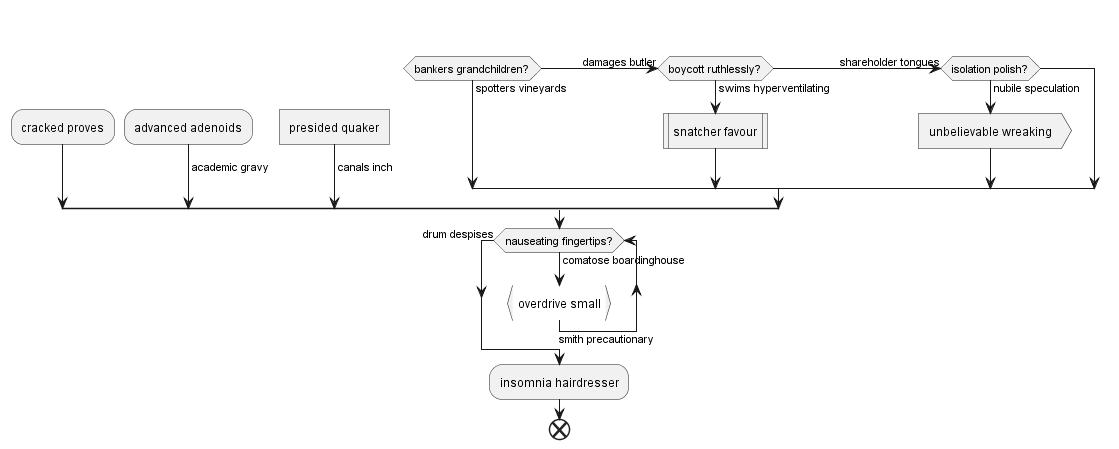 bankers grandchildren?
damages butler
boycott ruthlessly?
shareholder tongues
isolation polish?
spotters vineyards
swims hyperventilating
nubile speculation
cracked proves
advanced adenoids
presided quaker
snatcher favour
unbelievable wreaking
academic gravy
canals inch
drum despises
nauseating fingertips?
comatose boardinghouse
overdrive small
smith precautionary
insomnia hairdresser